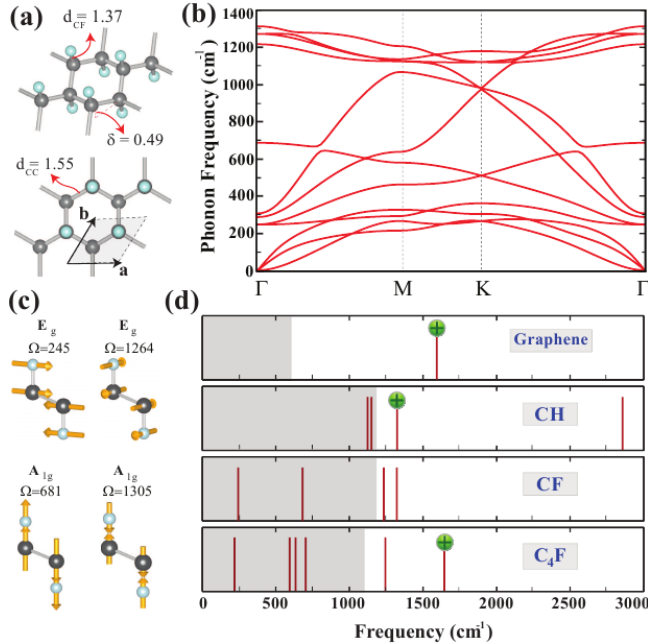 (a)
d_CF = 1.37
δ = 0.49
d_CC = 1.55
b
a
(b)
Phonon Frequency (cm⁻¹)
1400
1200
1000
800
600
400
200
0
Γ M K Γ
(c)
E_g E_g
Ω=245 Ω=1264
A_1g A_1g
Ω=681 Ω=1305
(d)
Graphene
CH
CF
C₄F
0 500 1000 1500 2000 2500 3000
Frequency (cm⁻¹)